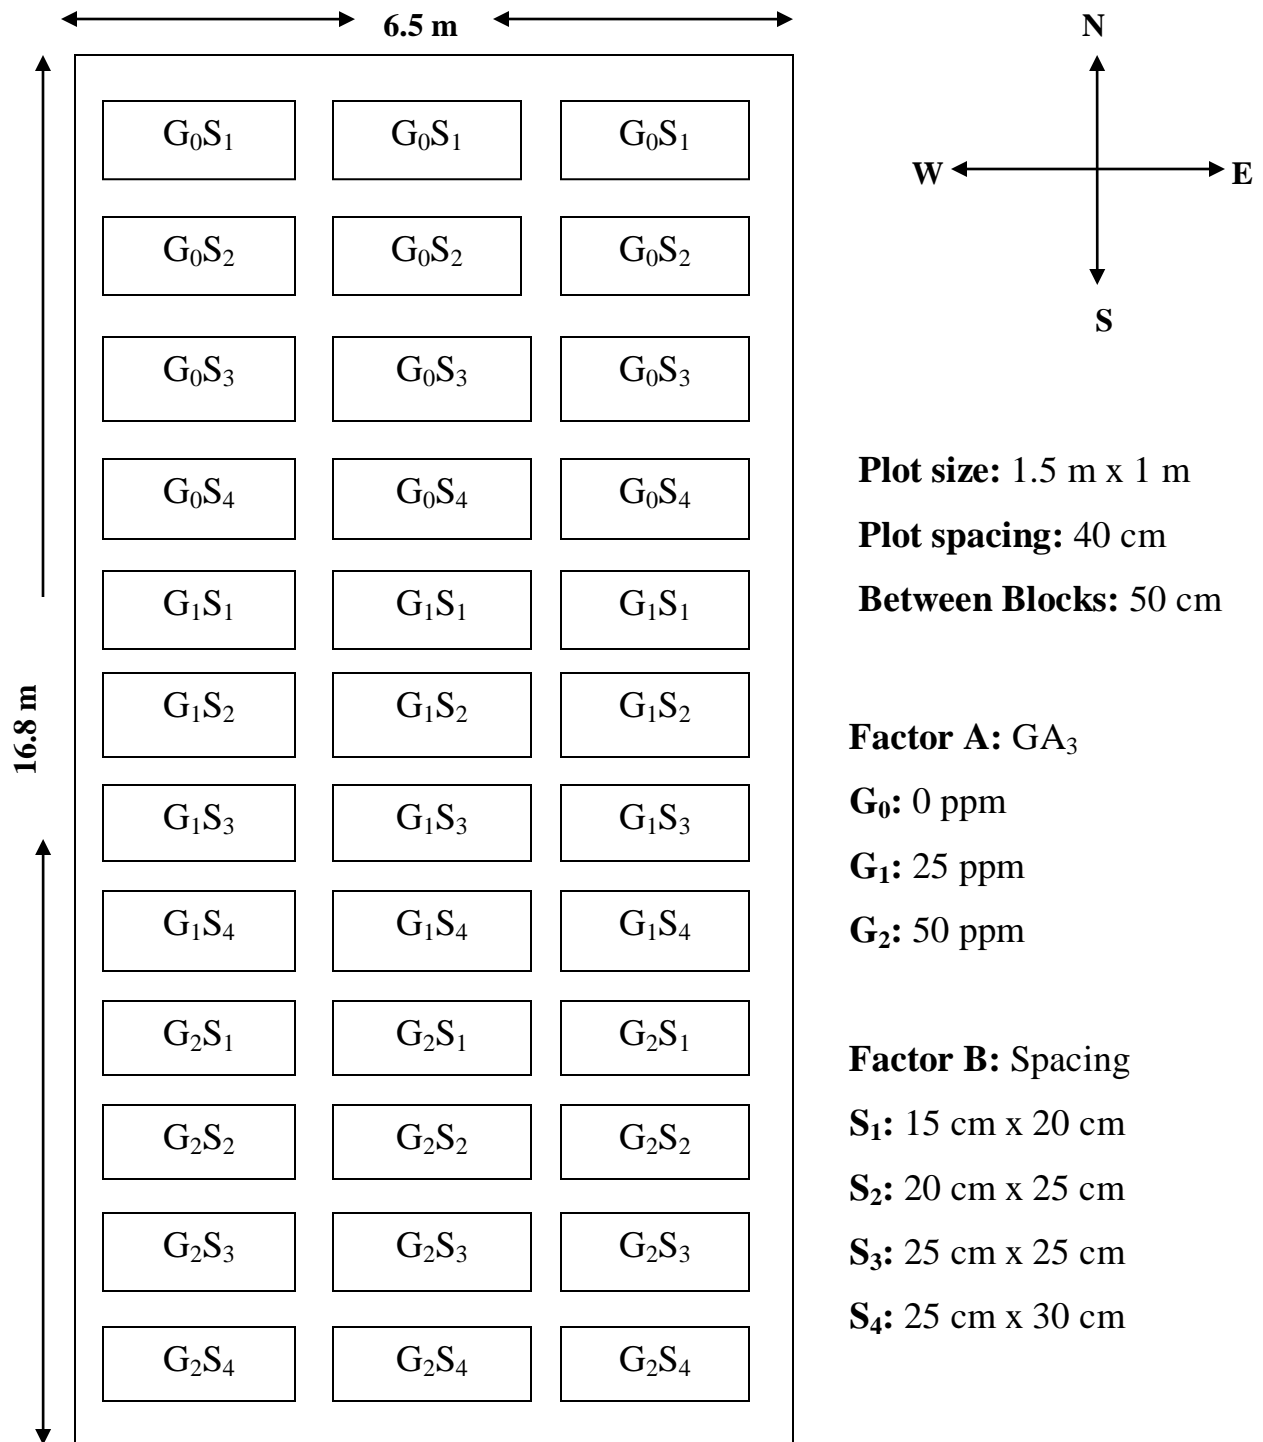 6.5 m
N
W
E
S
16.8 m
G₀S₁ G₀S₁ G₀S₁
G₀S₂ G₀S₂ G₀S₂
G₀S₃ G₀S₃ G₀S₃
G₀S₄ G₀S₄ G₀S₄
G₁S₁ G₁S₁ G₁S₁
G₁S₂ G₁S₂ G₁S₂
G₁S₃ G₁S₃ G₁S₃
G₁S₄ G₁S₄ G₁S₄
G₂S₁ G₂S₁ G₂S₁
G₂S₂ G₂S₂ G₂S₂
G₂S₃ G₂S₃ G₂S₃
G₂S₄ G₂S₄ G₂S₄
Plot size: 1.5 m x 1 m
Plot spacing: 40 cm
Between Blocks: 50 cm
Factor A: GA₃
G₀: 0 ppm
G₁: 25 ppm
G₂: 50 ppm
Factor B: Spacing
S₁: 15 cm x 20 cm
S₂: 20 cm x 25 cm
S₃: 25 cm x 25 cm
S₄: 25 cm x 30 cm